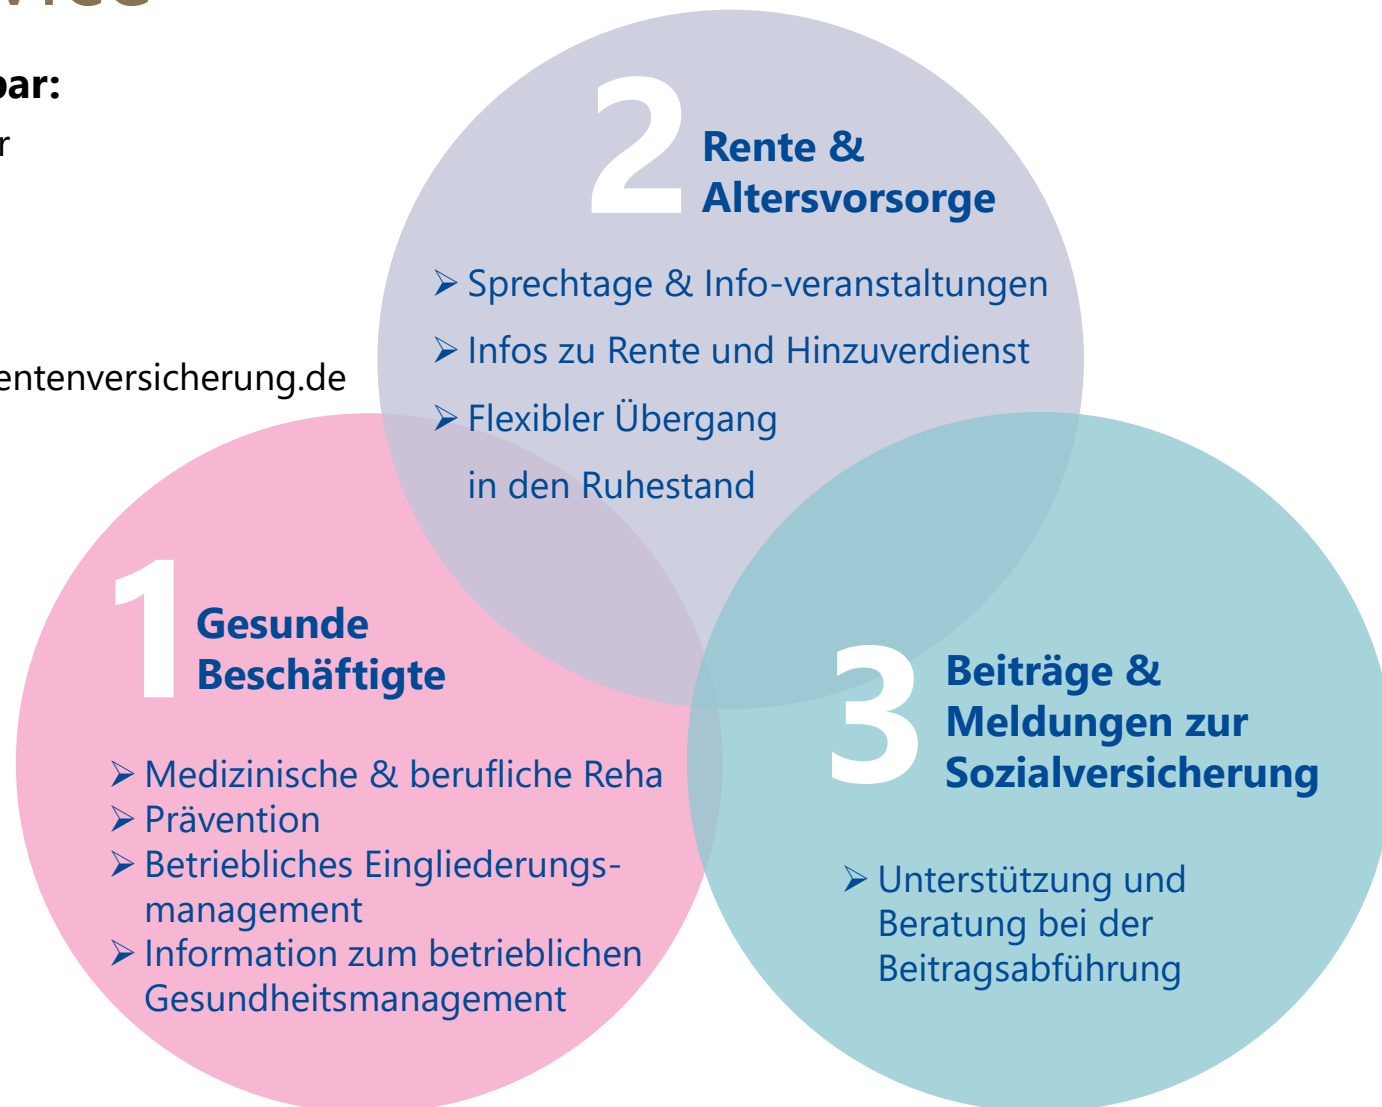 bar:
r
entenversicherung.de
2
Rente &
Altersvorsorge
➢ Sprechtage & Info-veranstaltungen
➢ Infos zu Rente und Hinzuverdienst
➢ Flexibler Übergang
in den Ruhestand
1
Gesunde
Beschäftigte
➢ Medizinische & berufliche Reha
➢ Prävention
➢ Betriebliches Eingliederungs-
management
➢ Information zum betrieblichen
Gesundheitsmanagement
3
Beiträge &
Meldungen zur
Sozialversicherung
➢ Unterstützung und
Beratung bei der
Beitragsabführung